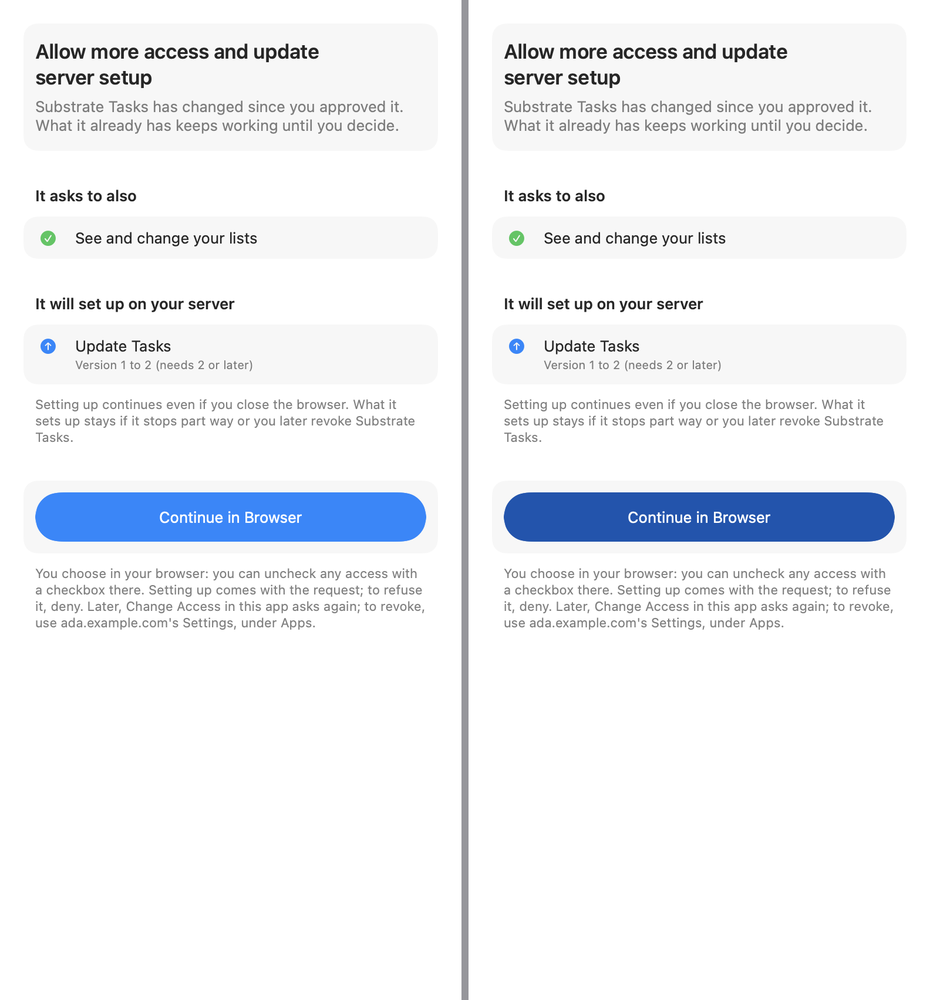 Allow more access and update
server setup
Substrate Tasks has changed since you approved it.
What it already has keeps working until you decide.
It asks to also
See and change your lists
It will set up on your server
Update Tasks
Version 1 to 2 (needs 2 or later)
Setting up continues even if you close the browser. What it
sets up stays if it stops part way or you later revoke Substrate
Tasks.
Continue in Browser
You choose in your browser: you can uncheck any access with
a checkbox there. Setting up comes with the request; to refuse
it, deny. Later, Change Access in this app asks again; to revoke,
use ada.example.com's Settings, under Apps.
Allow more access and update
server setup
Substrate Tasks has changed since you approved it.
What it already has keeps working until you decide.
It asks to also
See and change your lists
It will set up on your server
Update Tasks
Version 1 to 2 (needs 2 or later)
Setting up continues even if you close the browser. What it
sets up stays if it stops part way or you later revoke Substrate
Tasks.
Continue in Browser
You choose in your browser: you can uncheck any access with
a checkbox there. Setting up comes with the request; to refuse
it, deny. Later, Change Access in this app asks again; to revoke,
use ada.example.com's Settings, under Apps.